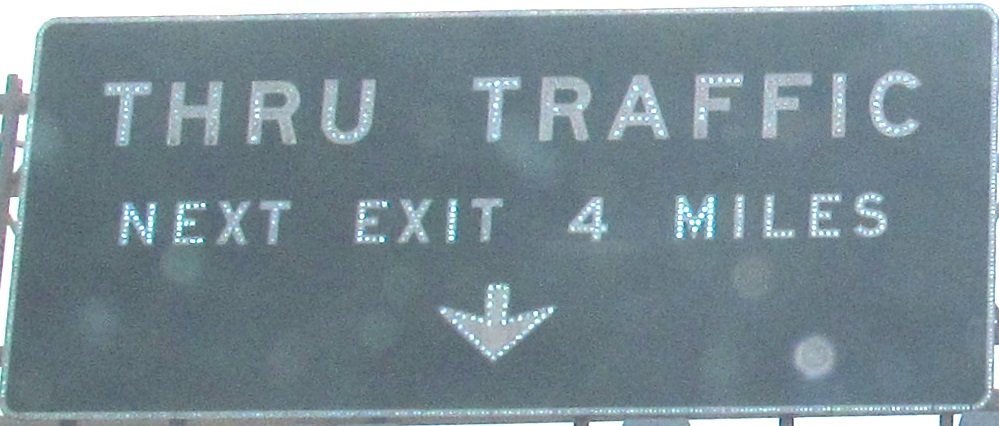 THRU TRAFFIC
NEXT EXIT 4 MILES